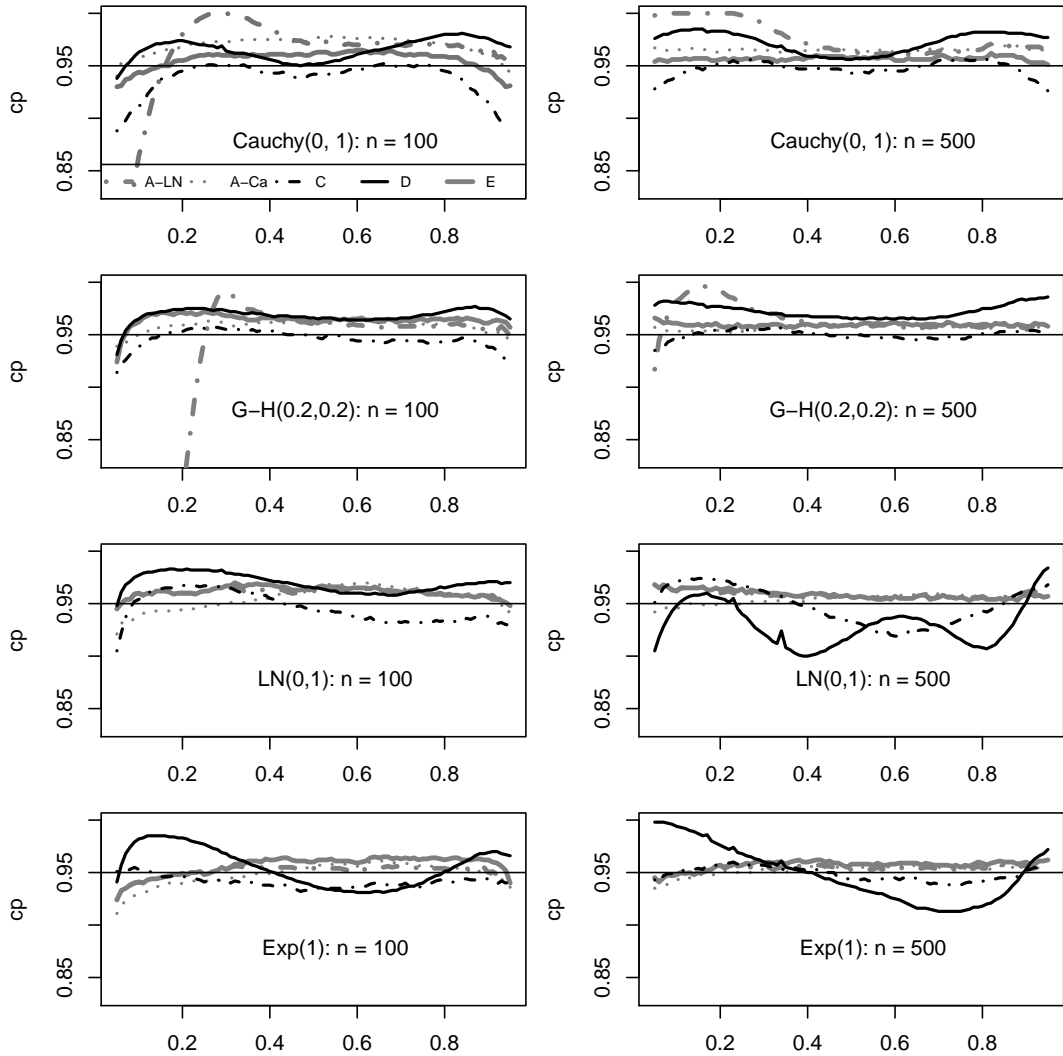 cp
0.85 0.95
Cauchy(0, 1): n = 100
A−LN A−Ca C D E
0.2 0.4 0.6 0.8
cp
0.85 0.95
Cauchy(0, 1): n = 500
0.2 0.4 0.6 0.8
cp
0.85 0.95
G−H(0.2,0.2): n = 100
0.2 0.4 0.6 0.8
cp
0.85 0.95
G−H(0.2,0.2): n = 500
0.2 0.4 0.6 0.8
cp
0.85 0.95
LN(0,1): n = 100
0.2 0.4 0.6 0.8
cp
0.85 0.95
LN(0,1): n = 500
0.2 0.4 0.6 0.8
cp
0.85 0.95
Exp(1): n = 100
0.2 0.4 0.6 0.8
cp
0.85 0.95
Exp(1): n = 500
0.2 0.4 0.6 0.8